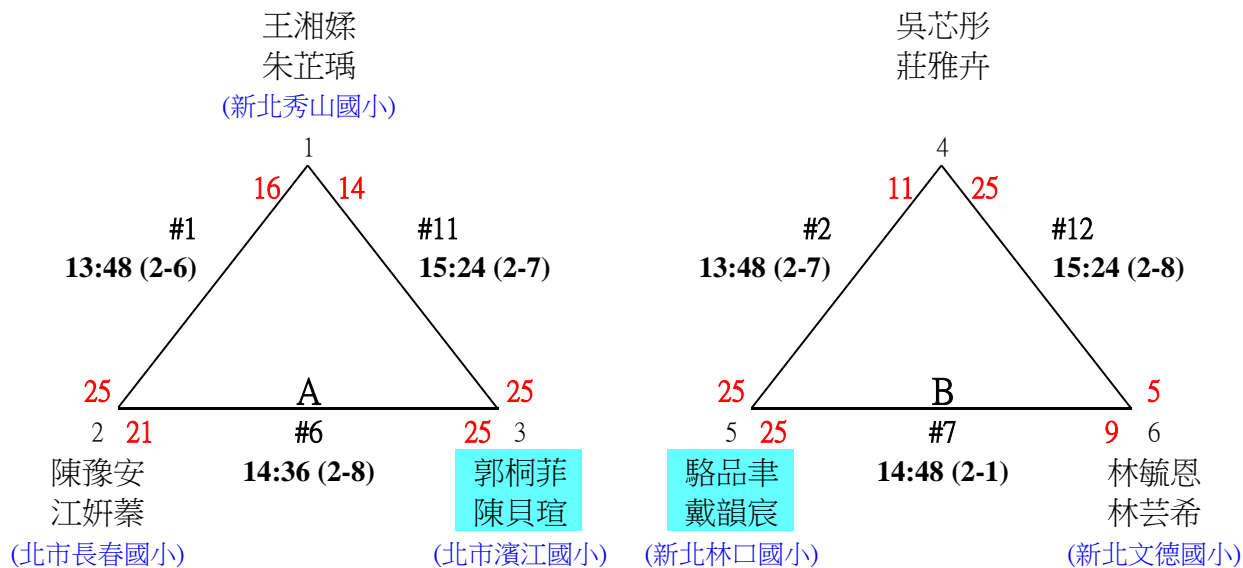 王湘媃
朱芷瑀
(新北秀山國小)
1
16
14
#1
13:48 (2-6)
#11
15:24 (2-7)
25
A
25
2
21
#6
25
3
14:36 (2-8)
陳豫安
江妍蓁
(北市長春國小)
郭桐菲
陳貝瑄
(北市濱江國小)
吳芯彤
莊雅卉
4
11
25
#2
13:48 (2-7)
#12
15:24 (2-8)
25
B
5
5
25
#7
9
6
14:48 (2-1)
駱品聿
戴韻宸
(新北林口國小)
林毓恩
林芸希
(新北文德國小)